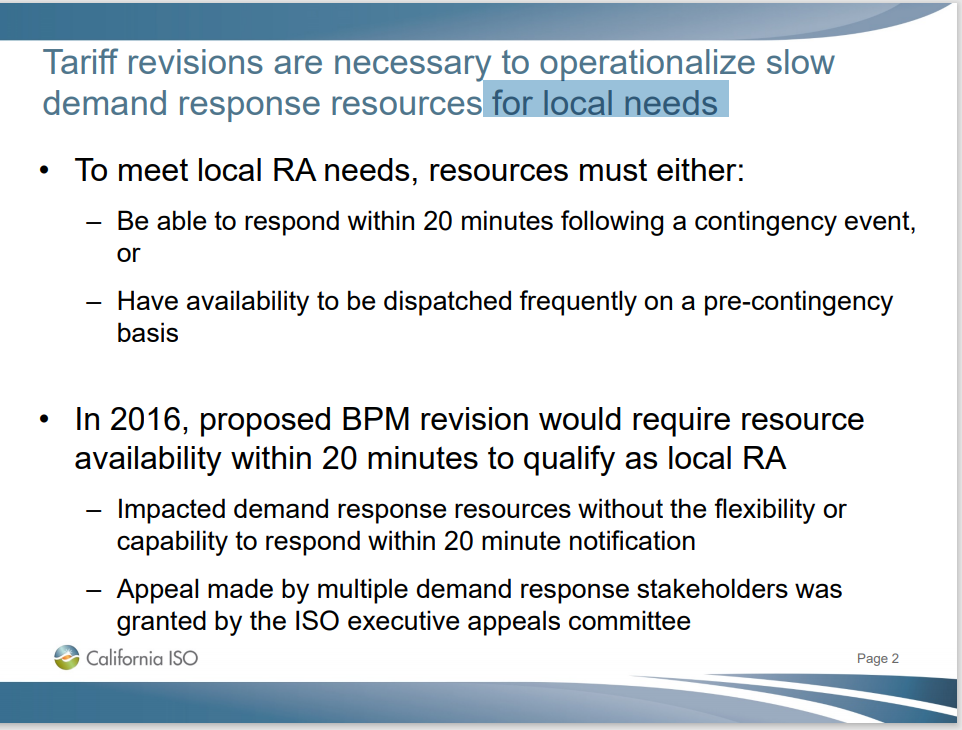 Tariff revisions are necessary to operationalize slow
demand response resources for local needs
• To meet local RA needs, resources must either:
– Be able to respond within 20 minutes following a contingency event,
or
– Have availability to be dispatched frequently on a pre-contingency
basis
• In 2016, proposed BPM revision would require resource
availability within 20 minutes to qualify as local RA
– Impacted demand response resources without the flexibility or
capability to respond within 20 minute notification
– Appeal made by multiple demand response stakeholders was
granted by the ISO executive appeals committee
California ISO
Page 2